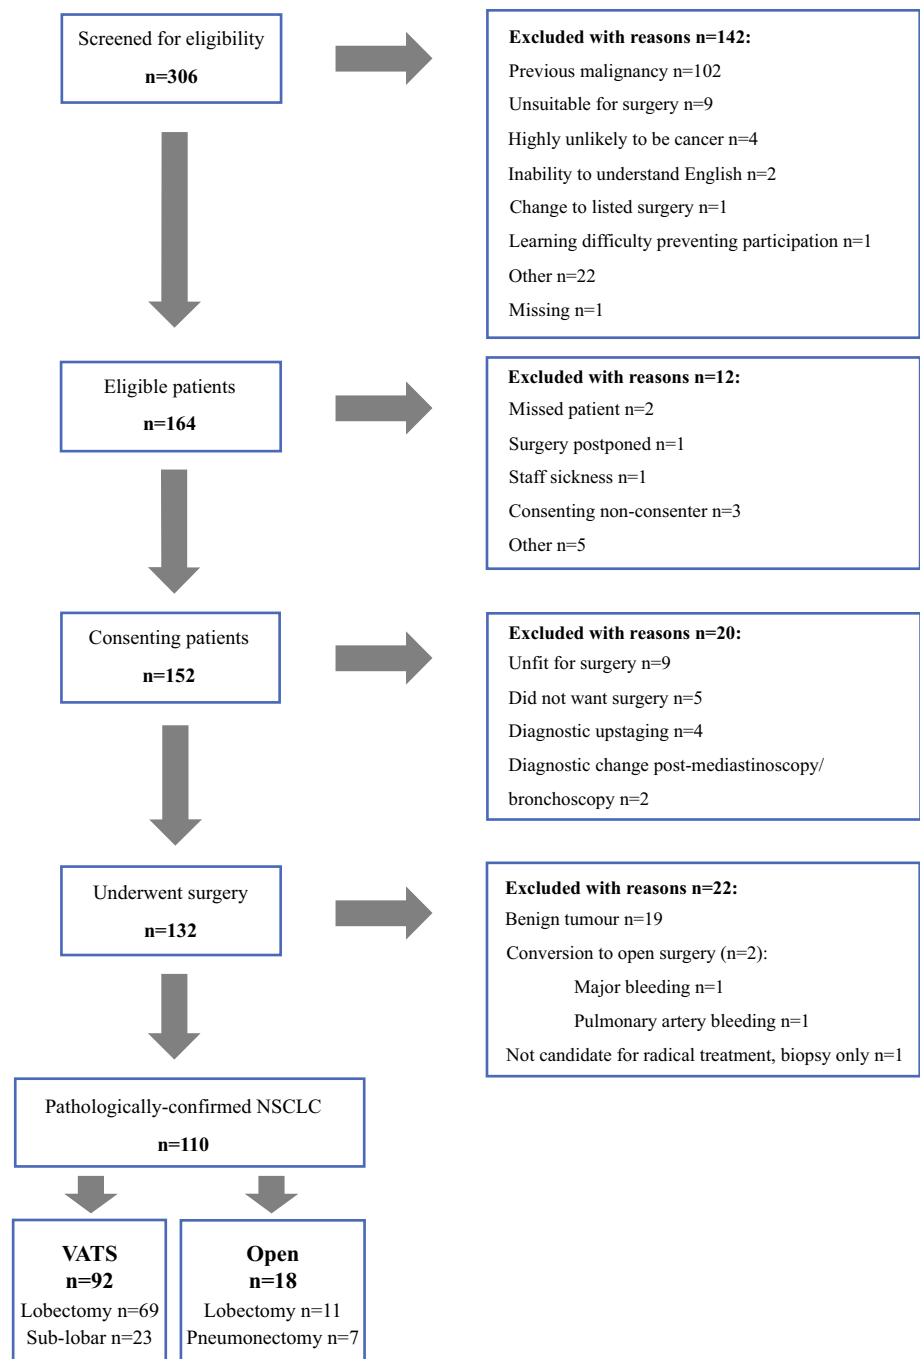 Screened for eligibility
n=306
Excluded with reasons n=142:
Previous malignancy n=102
Unsuitable for surgery n=9
Highly unlikely to be cancer n=4
Inability to understand English n=2
Change to listed surgery n=1
Learning difficulty preventing participation n=1
Other n=22
Missing n=1
Eligible patients
n=164
Excluded with reasons n=12:
Missed patient n=2
Surgery postponed n=1
Staff sickness n=1
Consenting non-consenter n=3
Other n=5
Consenting patients
n=152
Excluded with reasons n=20:
Unfit for surgery n=9
Did not want surgery n=5
Diagnostic upstaging n=4
Diagnostic change post-mediastinoscopy/
bronchoscopy n=2
Underwent surgery
n=132
Excluded with reasons n=22:
Benign tumour n=19
Conversion to open surgery (n=2):
Major bleeding n=1
Pulmonary artery bleeding n=1
Not candidate for radical treatment, biopsy only n=1
Pathologically-confirmed NSCLC
n=110
VATS
n=92
Lobectomy n=69
Sub-lobar n=23
Open
n=18
Lobectomy n=11
Pneumonectomy n=7